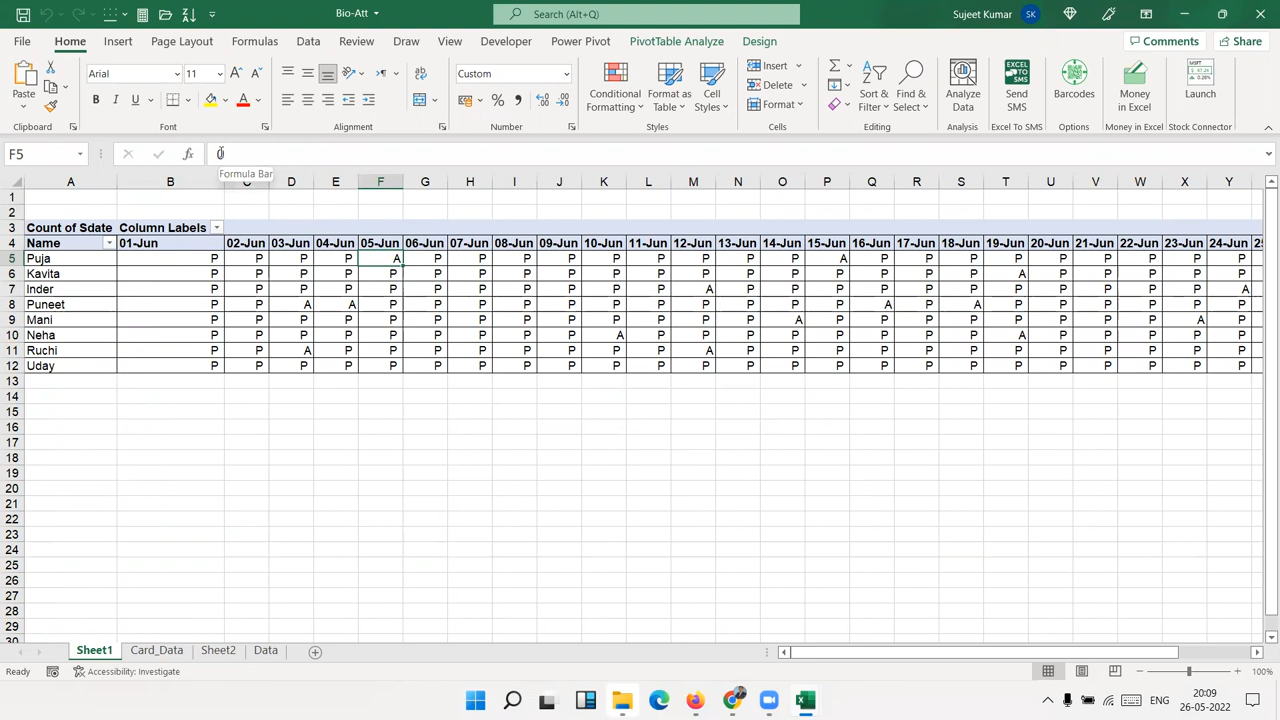 Bio-Att
Search (Alt+Q)
Sujeet Kumar
SK
File Home Insert Page Layout Formulas Data Review View Draw Developer Power Pivot PivotTable Analyze Design Comments Share
Paste
Arial 11
Custom
Conditional Formatting
Format as Table
Cell Styles
Insert
Delete
Format
Sort & Filter
Find & Select
Analyze Data
Excel To SMS
Send SMS
Barcodes
Money in Excel
Launch
Clipboard Font Alignment Number Styles Cells Editing Analysis Excel To SMS Options Money in Excel Stock Connector
F5 fx 0
Formula Bar
A B C D E F G H I J K L M N O P Q R S T U V W X Y
1
2
3 Count of Sdate Column Labels
4 Name 01-Jun 02-Jun 03-Jun 04-Jun 05-Jun 06-Jun 07-Jun 08-Jun 09-Jun 10-Jun 11-Jun 12-Jun 13-Jun 14-Jun 15-Jun 16-Jun 17-Jun 18-Jun 19-Jun 20-Jun 21-Jun 22-Jun 23-Jun 24-Jun
5 Puja P P P P A P P P P P P P P P A P P P P P P P P P
6 Kavita P P P P P P P P P P P P P P P P P P A P P P P P
7 Inder P P P P P P P P P P P A P P P P P P P P P P P A
8 Puneet P P A A P P P P P P P P P P P A P A P P P P P P
9 Mani P P P P P P P P P P P P P A P P P P P P P P A P
10 Neha P P P P P P P P P A P P P P P P P P A P P P P P
11 Ruchi P P A P P P P P P P P A P P P P P P P P P P P P
12 Uday P P P P P P P P P P P P P P P P P P P P P P P P
13
14
15
16
17
18
19
20
21
22
23
24
25
26
27
28
29
30
Sheet1 Card_Data Sheet2 Data
Ready Accessibility: Investigate 100%
ENG
20:09
26-05-2022